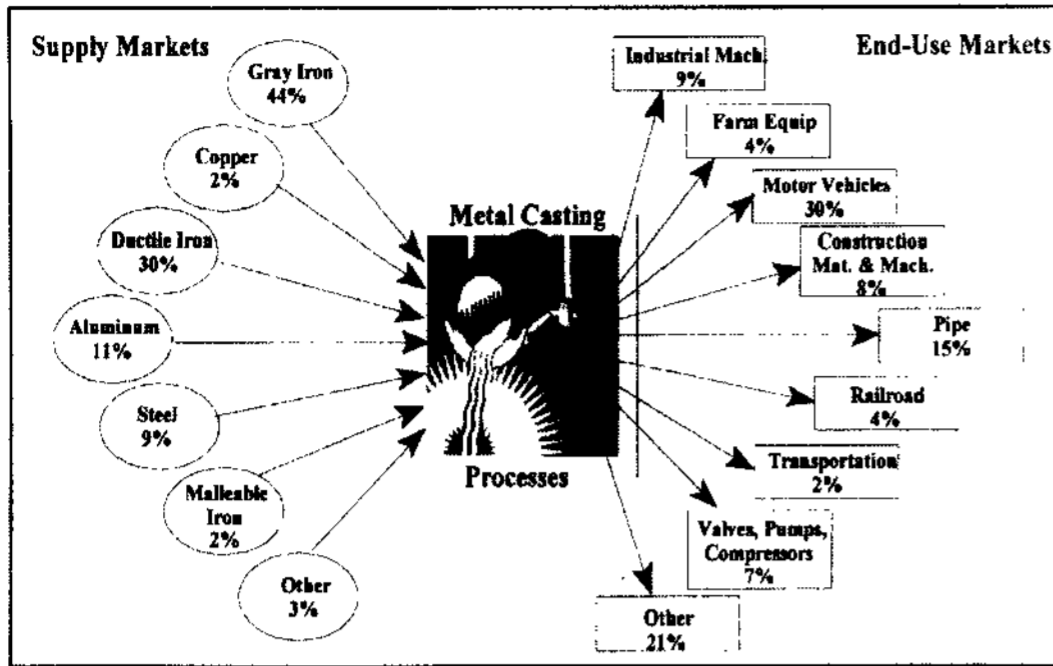 Supply Markets
Gray Iron
44%
Copper
2%
Ductile Iron
30%
Aluminum
11%
Steel
9%
Malleable
Iron
2%
Other
3%
Metal Casting
Processes
End-Use Markets
Industrial Mach.
9%
Farm Equip
4%
Motor Vehicles
30%
Construction
Mat. & Mach.
8%
Pipe
15%
Railroad
4%
Transportation
2%
Valves, Pumps,
Compressors
7%
Other
21%